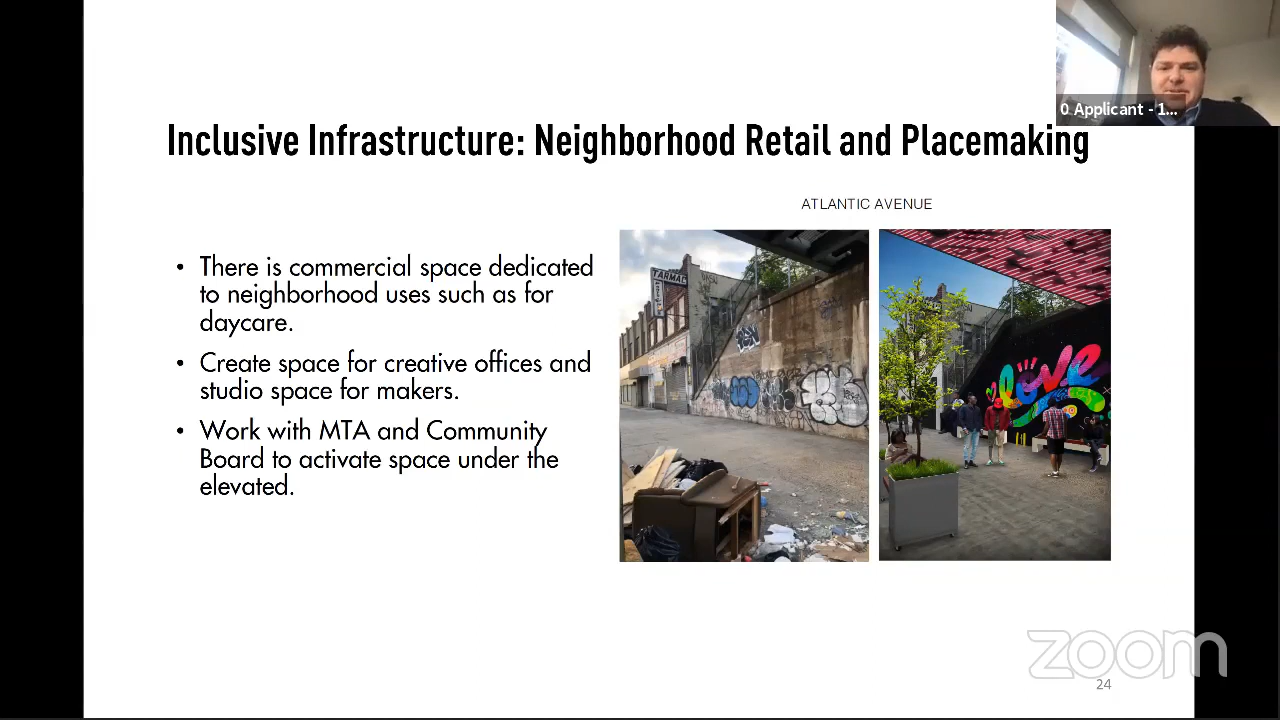 0 Applicant - 1...
Inclusive Infrastructure: Neighborhood Retail and Placemaking
ATLANTIC AVENUE
• There is commercial space dedicated
to neighborhood uses such as for
daycare.
• Create space for creative offices and
studio space for makers.
• Work with MTA and Community
Board to activate space under the
elevated.
TARMAC
love
zoom
24